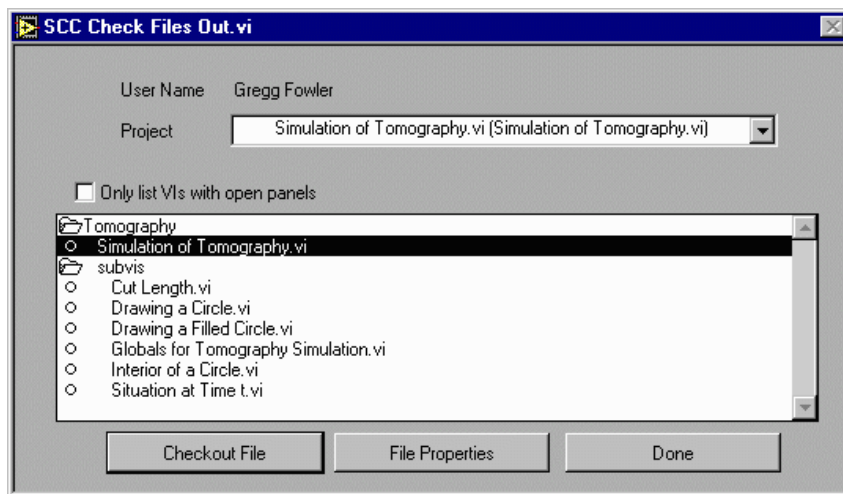 SCC Check Files Out.vi
User Name Gregg Fowler
Project Simulation of Tomography.vi (Simulation of Tomography.vi)
Only list VIs with open panels
Tomography
Simulation of Tomography.vi
subvis
Cut Length.vi
Drawing a Circle.vi
Drawing a Filled Circle.vi
Globals for Tomography Simulation.vi
Interior of a Circle.vi
Situation at Time t.vi
Checkout File File Properties Done